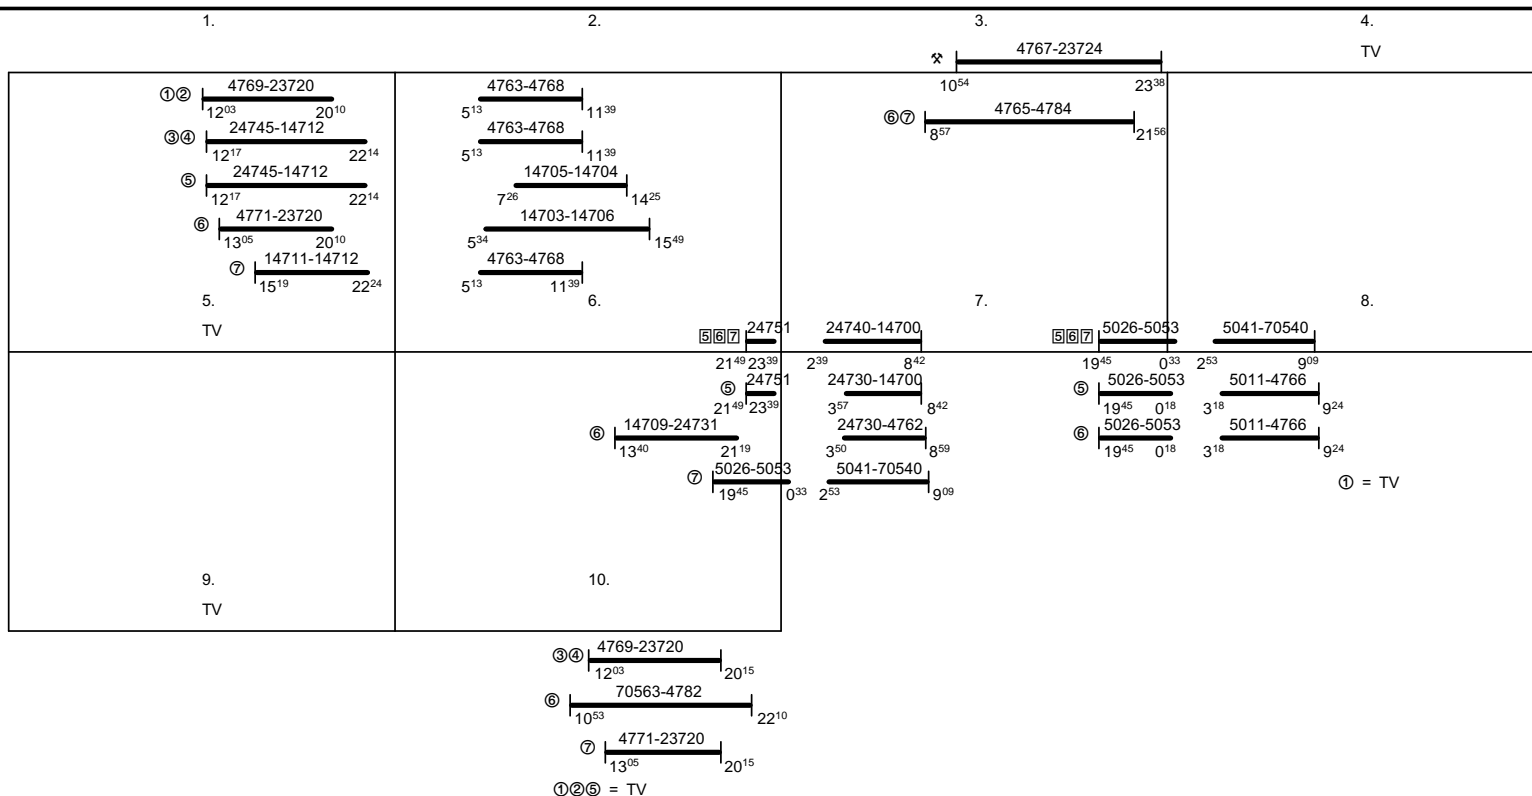 1. 2. 3. 4.
⚒ 4767-23724 TV
10⁵⁴ 23³⁸
①② 4769-23720 4763-4768
12⁰³ 20¹⁰ 5¹³ 11³⁹
⑥⑦ 4765-4784
8⁵⁷ 21⁵⁶
③④ 24745-14712 4763-4768
12¹⁷ 22¹⁴ 5¹³ 11³⁹
⑤ 24745-14712 14705-14704
12¹⁷ 22¹⁴ 7²⁶ 14²⁵
⑥ 4771-23720 14703-14706
13⁰⁵ 20¹⁰ 5³⁴ 15⁴⁹
⑦ 14711-14712 4763-4768
15¹⁹ 22²⁴ 5¹³ 11³⁹
5. 6. 7. 8.
TV 5 6 7 24751 24740-14700 5 6 7 5026-5053 5041-70540
21⁴⁹ 23³⁹ 2³⁹ 8⁴² 19⁴⁵ 0³³ 2⁵³ 9⁰⁹
⑤ 24751 24730-14700 ⑤ 5026-5053 5011-4766
21⁴⁹ 23³⁹ 3⁵⁷ 8⁴² 19⁴⁵ 0¹⁸ 3¹⁸ 9²⁴
⑥ 14709-24731 24730-4762 ⑥ 5026-5053 5011-4766
13⁴⁰ 21¹⁹ 3⁵⁰ 8⁵⁹ 19⁴⁵ 0¹⁸ 3¹⁸ 9²⁴
⑦ 5026-5053 5041-70540
19⁴⁵ 0³³ 2⁵³ 9⁰⁹ ① = TV
9. 10.
TV
③④ 4769-23720
12⁰³ 20¹⁵
⑥ 70563-4782
10⁵³ 22¹⁰
⑦ 4771-23720
13⁰⁵ 20¹⁵
①②⑤ = TV